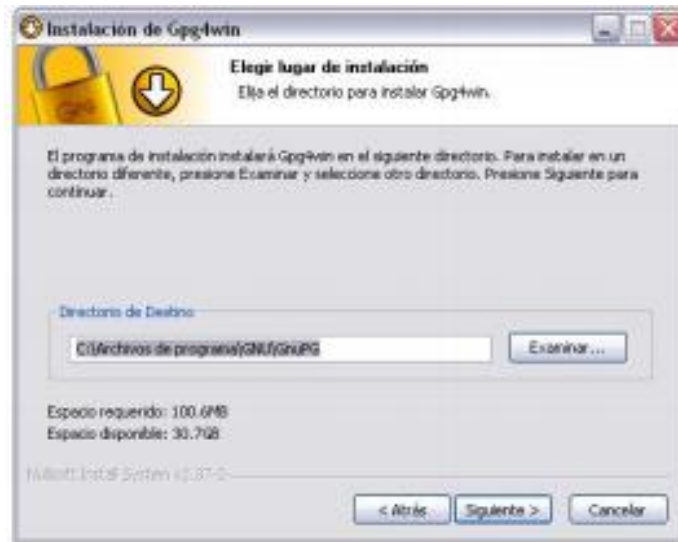 Instalación de Gpg4win
Elegir lugar de instalación
Elija el directorio para instalar Gpg4win.
El programa de instalación instalará Gpg4win en el siguiente directorio. Para instalar en un
directorio diferente, presione Examinar y seleccione otro directorio. Presione Siguiente para
continuar.
Directorio de Destino
C:\Archivos de programa\GNU\GnuPG
Examinar...
Espacio requerido: 100.6MB
Espacio disponible: 30.7GB
Nullsoft Install System
< Atrás
Siguiente >
Cancelar